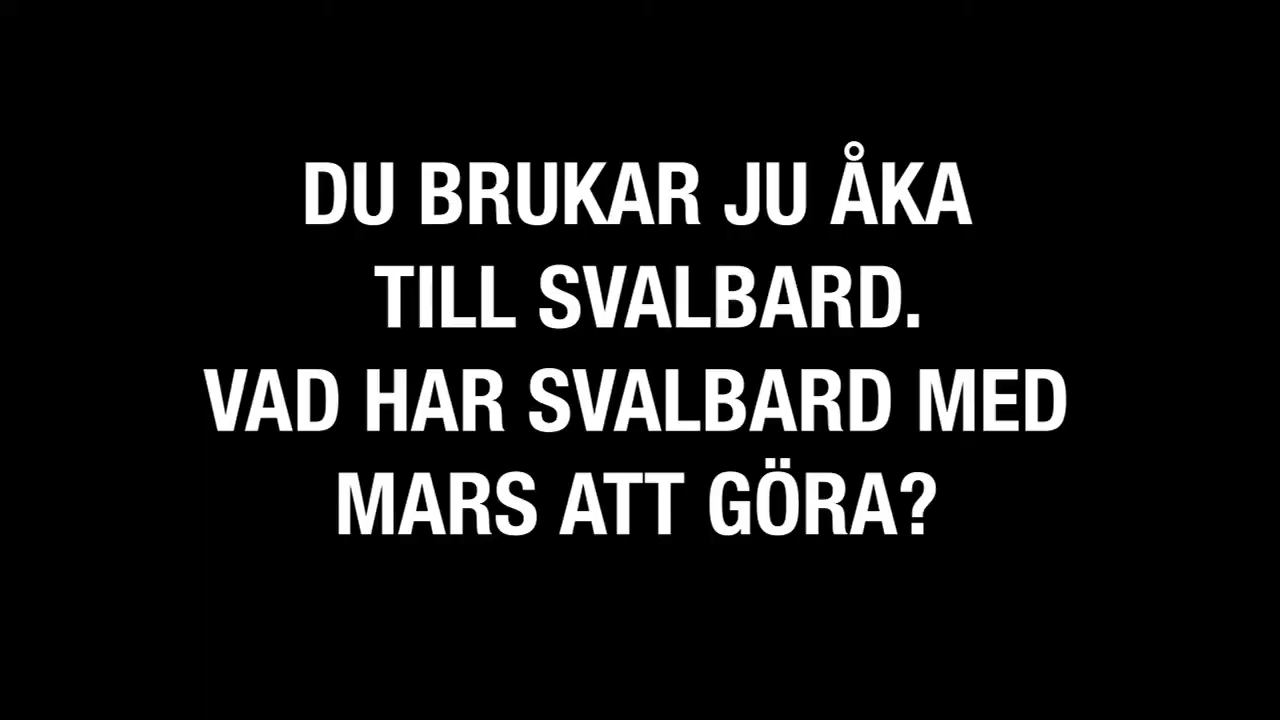 DU BRUKAR JU ÅKA
TILL SVALBARD.
VAD HAR SVALBARD MED
MARS ATT GÖRA?